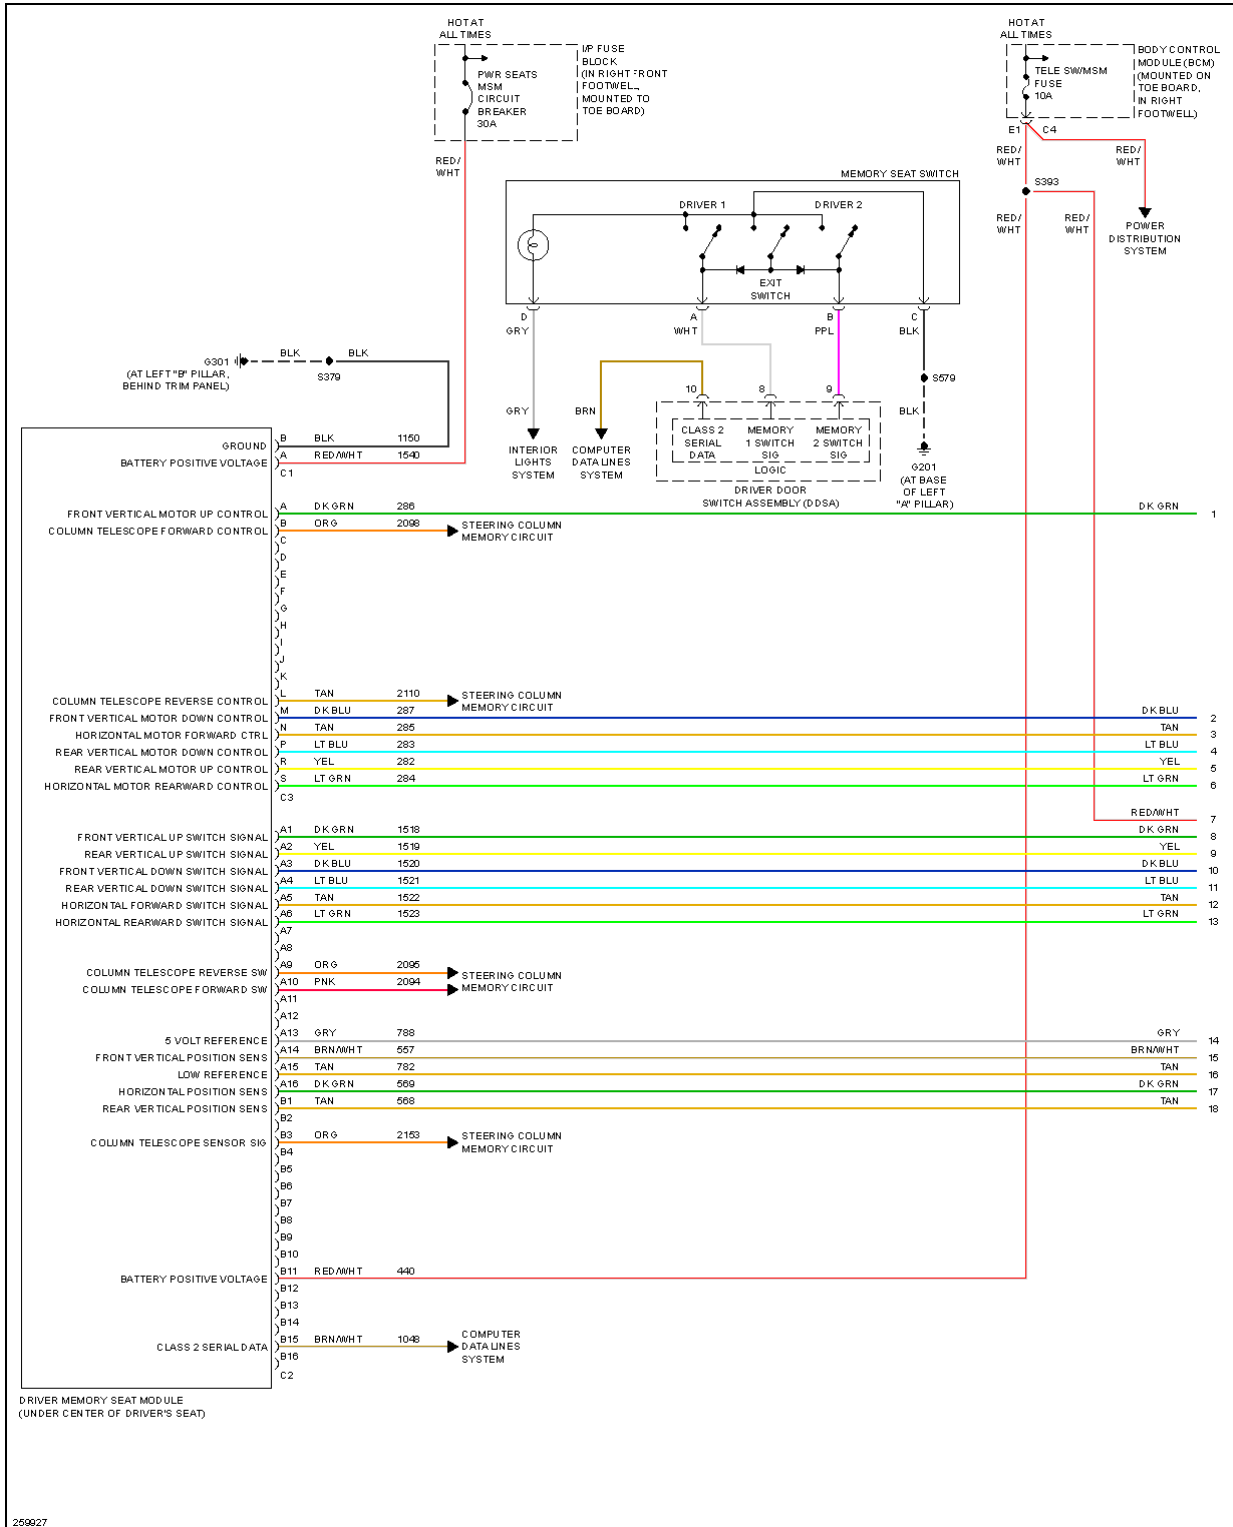 HOT AT
ALL TIMES
I/P FUSE
BLOCK
(IN RIGHT FRONT
FOOTWELL,
MOUNTED TO
TOE BOARD)
PWR SEATS
MSM
CIRCUIT
BREAKER
30A
RED/
WHT
HOT AT
ALL TIMES
BODY CONTROL
MODULE (BCM)
(MOUNTED ON
TOE BOARD,
IN RIGHT
FOOTWELL)
TELE SW/MSM
FUSE
10A
E1 C4
RED/
WHT
RED/
WHT
S393
RED/
WHT
RED/
WHT
POWER
DISTRIBUTION
SYSTEM
MEMORY SEAT SWITCH
DRIVER 1
DRIVER 2
EXIT
SWITCH
D A B C
GRY WHT PPL BLK
S579
10 8 9
GRY BRN BLK
CLASS 2
SERIAL
DATA
MEMORY
1 SWITCH
SIG
MEMORY
2 SWITCH
SIG
LOGIC
DRIVER DOOR
SWITCH ASSEMBLY (DDSA)
INTERIOR
LIGHTS
SYSTEM
COMPUTER
DATA LINES
SYSTEM
G201
(AT BASE
OF LEFT
"A" PILLAR)
G301
(AT LEFT "B" PILLAR,
BEHIND TRIM PANEL)
BLK BLK
S379
GROUND B BLK 1150
BATTERY POSITIVE VOLTAGE A RED/WHT 1540
C1
FRONT VERTICAL MOTOR UP CONTROL A DK GRN 286 DK GRN 1
COLUMN TELESCOPE FORWARD CONTROL B ORG 2098 STEERING COLUMN
MEMORY CIRCUIT
C
D
E
F
G
H
I
J
K
COLUMN TELESCOPE REVERSE CONTROL L TAN 2110 STEERING COLUMN
MEMORY CIRCUIT
FRONT VERTICAL MOTOR DOWN CONTROL M DK BLU 287 DK BLU 2
HORIZONTAL MOTOR FORWARD CTRL N TAN 285 TAN 3
REAR VERTICAL MOTOR DOWN CONTROL P LT BLU 283 LT BLU 4
REAR VERTICAL MOTOR UP CONTROL R YEL 282 YEL 5
HORIZONTAL MOTOR REARWARD CONTROL S LT GRN 284 LT GRN 6
C3
RED/WHT 7
FRONT VERTICAL UP SWITCH SIGNAL A1 DK GRN 1518 DK GRN 8
REAR VERTICAL UP SWITCH SIGNAL A2 YEL 1519 YEL 9
FRONT VERTICAL DOWN SWITCH SIGNAL A3 DK BLU 1520 DK BLU 10
REAR VERTICAL DOWN SWITCH SIGNAL A4 LT BLU 1521 LT BLU 11
HORIZONTAL FORWARD SWITCH SIGNAL A5 TAN 1522 TAN 12
HORIZONTAL REARWARD SWITCH SIGNAL A6 LT GRN 1523 LT GRN 13
A7
A8
COLUMN TELESCOPE REVERSE SW A9 ORG 2095 STEERING COLUMN
COLUMN TELESCOPE FORWARD SW A10 PNK 2094 MEMORY CIRCUIT
A11
A12
5 VOLT REFERENCE A13 GRY 788 GRY 14
FRONT VERTICAL POSITION SENS A14 BRN/WHT 557 BRN/WHT 15
LOW REFERENCE A15 TAN 782 TAN 16
HORIZONTAL POSITION SENS A16 DK GRN 569 DK GRN 17
REAR VERTICAL POSITION SENS B1 TAN 568 TAN 18
B2
COLUMN TELESCOPE SENSOR SIG B3 ORG 2153 STEERING COLUMN
MEMORY CIRCUIT
B4
B5
B6
B7
B8
B9
B10
BATTERY POSITIVE VOLTAGE B11 RED/WHT 440
B12
B13
B14
CLASS 2 SERIAL DATA B15 BRN/WHT 1048 COMPUTER
DATA LINES
SYSTEM
B16
C2
DRIVER MEMORY SEAT MODULE
(UNDER CENTER OF DRIVER'S SEAT)
259927